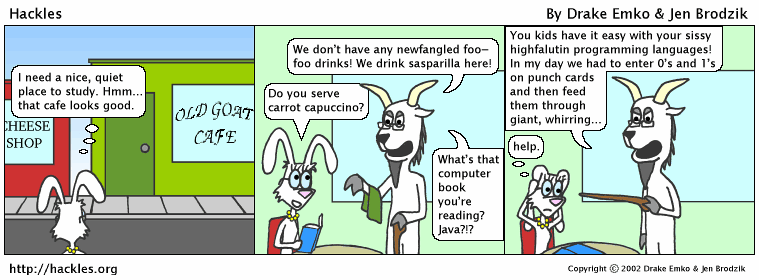 Hackles
By Drake Emko & Jen Brodzik
I need a nice, quiet
place to study. Hmm...
that cafe looks good.
CHEESE
SHOP
OLD GOAT
CAFE
We don't have any newfangled foo-
foo drinks! We drink sasparilla here!
Do you serve
carrot capuccino?
What's that
computer
book
you're
reading?
Java?!?
You kids have it easy with your sissy
highfalutin programming languages!
In my day we had to enter 0's and 1's
on punch cards
and then feed
them through
giant, whirring...
help.
http://hackles.org
Copyright © 2002 Drake Emko & Jen Brodzik